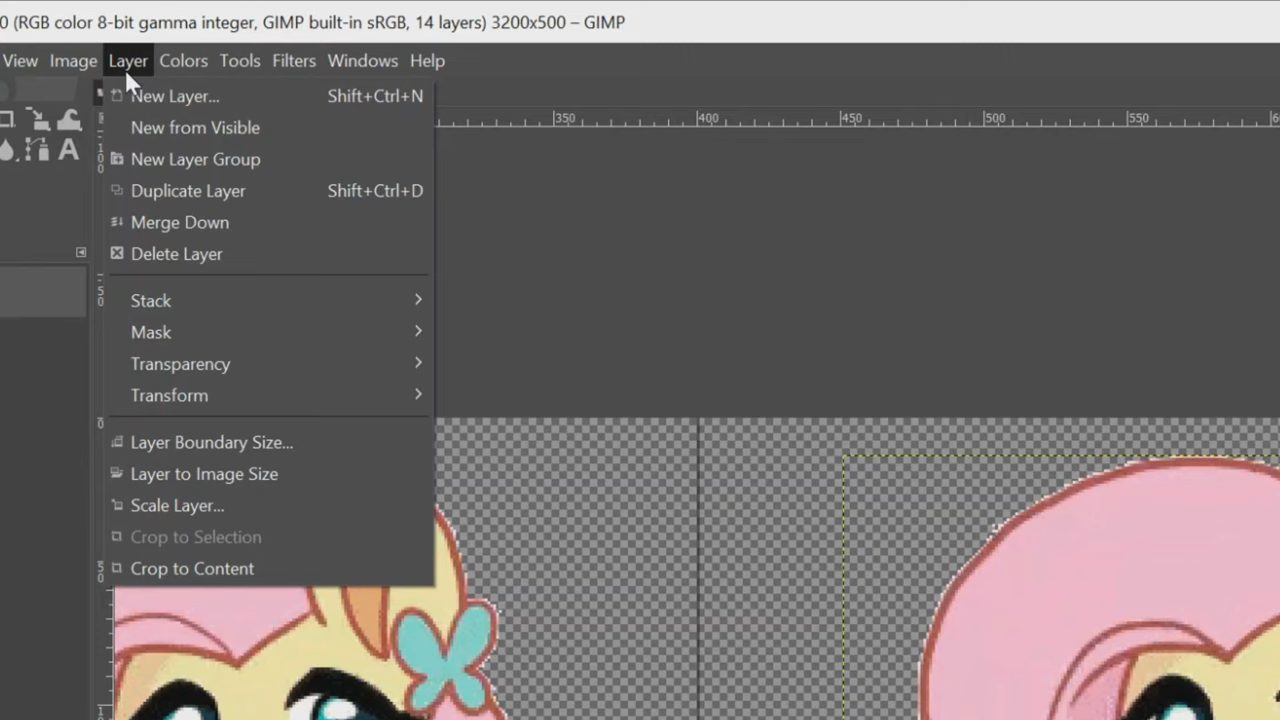 0 (RGB color 8-bit gamma integer, GIMP built-in sRGB, 14 layers) 3200x500 – GIMP
View Image Layer Colors Tools Filters Windows Help
New Layer... Shift+Ctrl+N
350 400 450 500 550
New from Visible
New Layer Group
Duplicate Layer Shift+Ctrl+D
Merge Down
Delete Layer
Stack
Mask
Transparency
Transform
Layer Boundary Size...
Layer to Image Size
Scale Layer...
Crop to Selection
Crop to Content